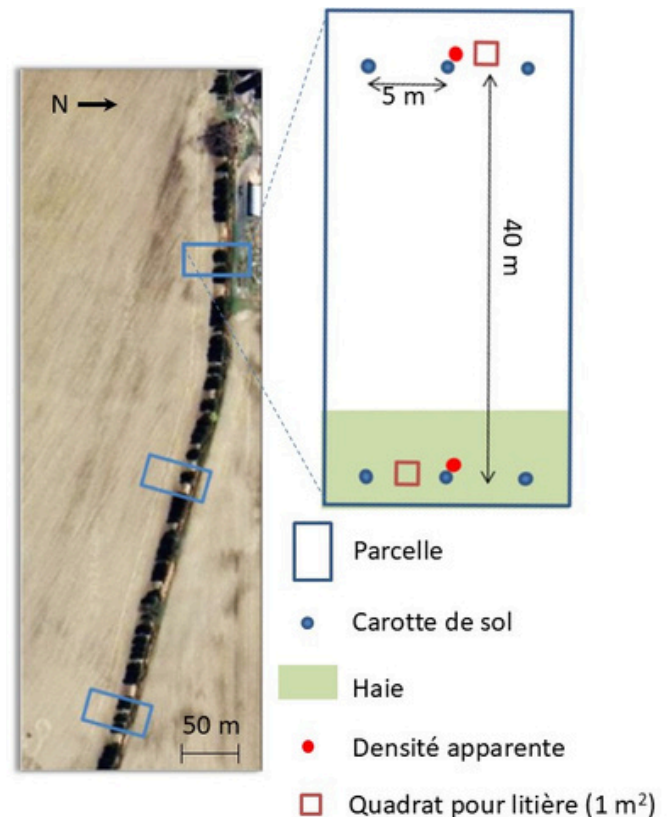 N
5 m
40 m
50 m
Parcelle
Carotte de sol
Haie
Densité apparente
Quadrat pour litière (1 m²)